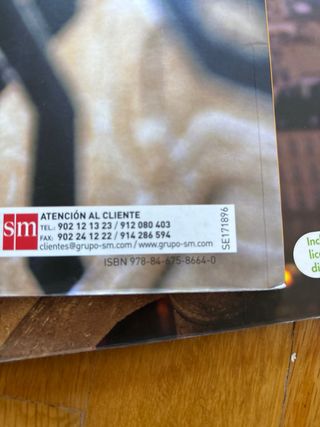 sm
ATENCIÓN AL CLIENTE
TEL.: 902 12 13 23 / 912 080 403
FAX: 902 24 12 22 / 914 286 594
clientes@grupo-sm.com / www.grupo-sm.com
SE171896
ISBN 978-84-675-8664-0